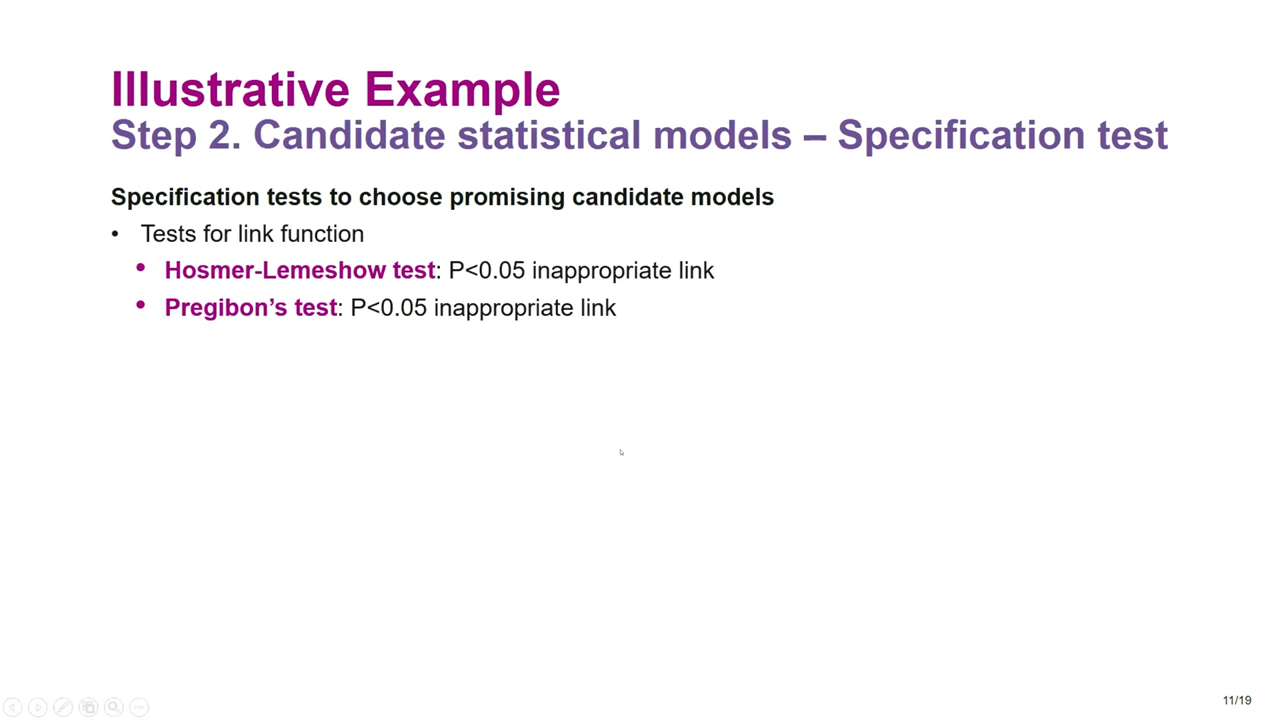 Illustrative Example
Step 2. Candidate statistical models – Specification test
Specification tests to choose promising candidate models
• Tests for link function
• Hosmer-Lemeshow test: P<0.05 inappropriate link
• Pregibon’s test: P<0.05 inappropriate link
11/19